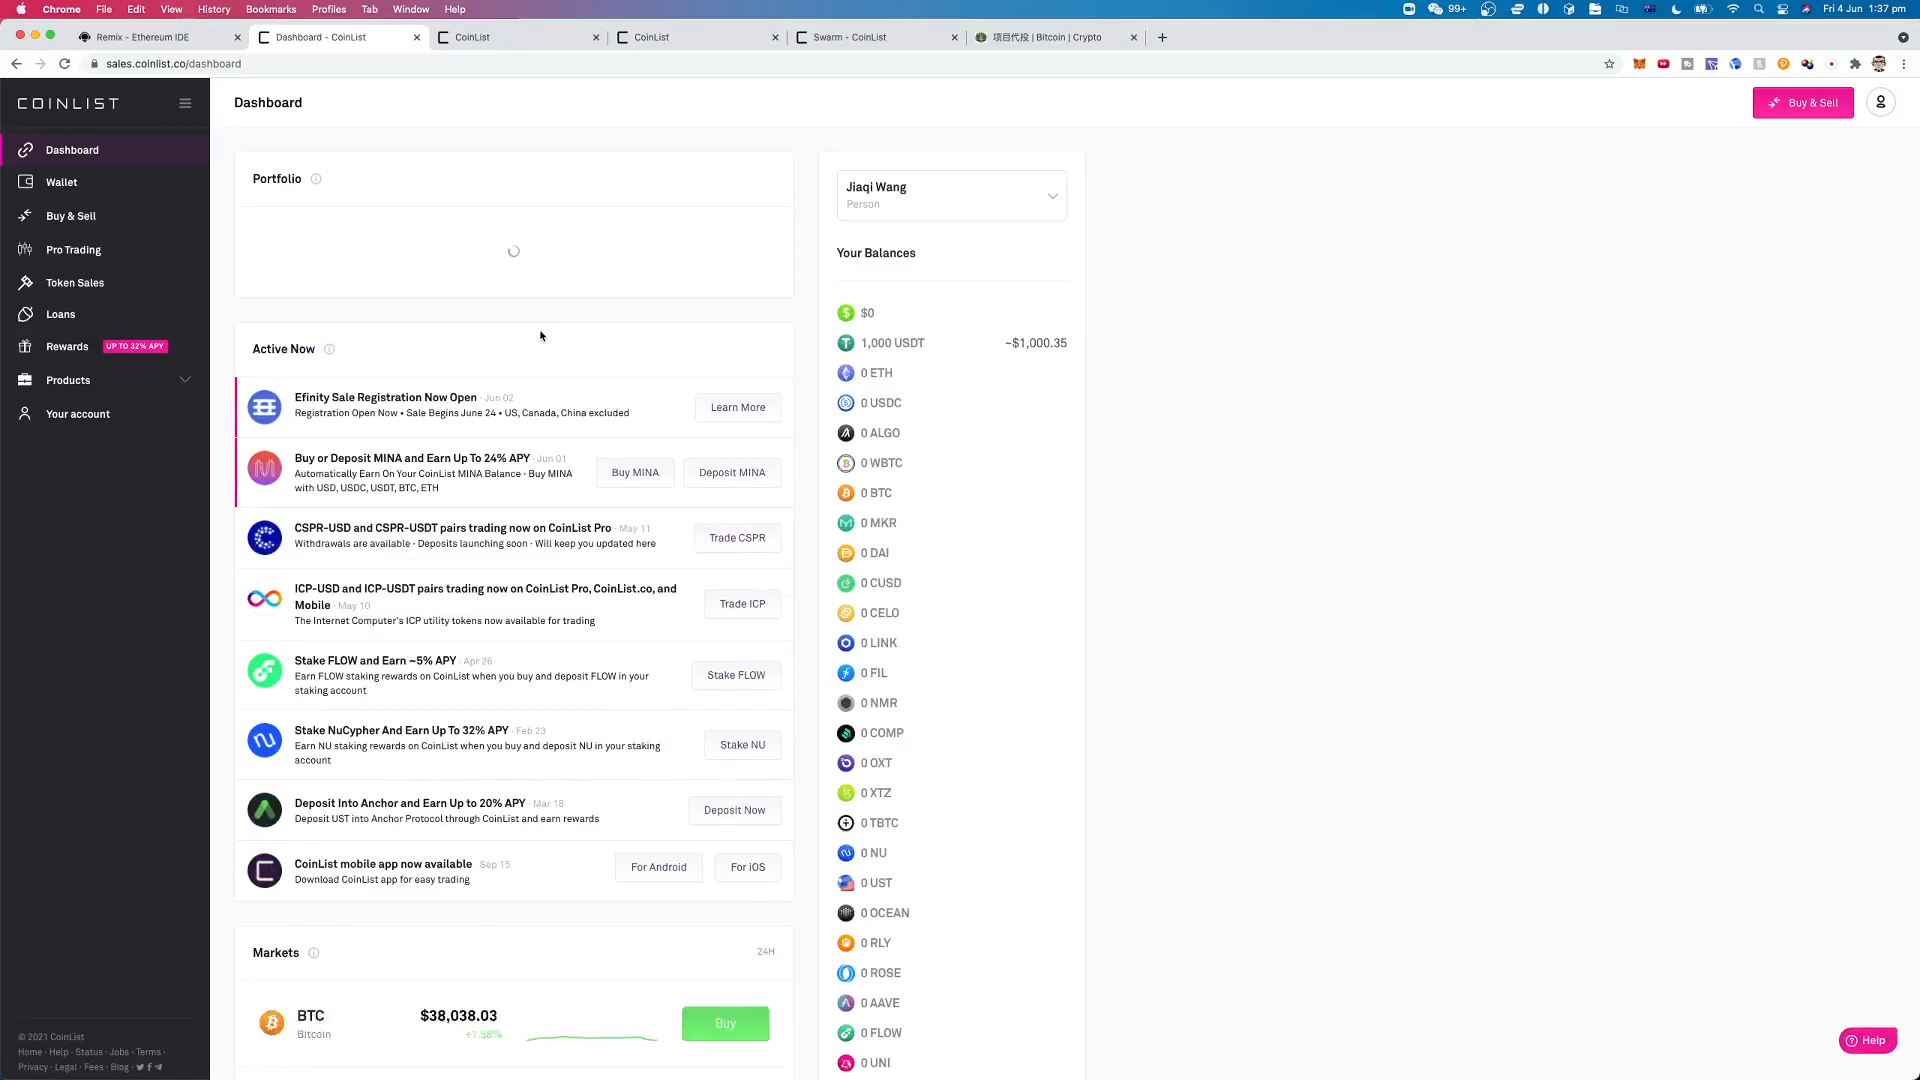 Chrome File Edit View History Bookmarks Profiles Tab Window Help
99+ Fri 4 Jun 1:37 pm
Remix - Ethereum IDE
Dashboard - CoinList
CoinList
CoinList
Swarm - CoinList
项目代投 | Bitcoin | Crypto
sales.coinlist.co/dashboard
COINLIST
Dashboard
Buy & Sell
Dashboard
Wallet
Buy & Sell
Pro Trading
Token Sales
Loans
Rewards UP TO 32% APY
Products
Your account
Portfolio
Active Now
Efinity Sale Registration Now Open · Jun 02
Registration Open Now • Sale Begins June 24 • US, Canada, China excluded
Learn More
Buy or Deposit MINA and Earn Up To 24% APY · Jun 01
Automatically Earn On Your CoinList MINA Balance · Buy MINA
with USD, USDC, USDT, BTC, ETH
Buy MINA
Deposit MINA
CSPR-USD and CSPR-USDT pairs trading now on CoinList Pro · May 11
Withdrawals are available · Deposits launching soon · Will keep you updated here
Trade CSPR
ICP-USD and ICP-USDT pairs trading now on CoinList Pro, CoinList.co, and
Mobile · May 10
The Internet Computer's ICP utility tokens now available for trading
Trade ICP
Stake FLOW and Earn ~5% APY · Apr 26
Earn FLOW staking rewards on CoinList when you buy and deposit FLOW in your
staking account
Stake FLOW
Stake NuCypher And Earn Up To 32% APY · Feb 23
Earn NU staking rewards on CoinList when you buy and deposit NU in your staking
account
Stake NU
Deposit Into Anchor and Earn Up to 20% APY · Mar 18
Deposit UST into Anchor Protocol through CoinList and earn rewards
Deposit Now
CoinList mobile app now available Sep 15
Download CoinList app for easy trading
For Android
For iOS
Markets
24H
BTC
Bitcoin
$38,038.03
+1.58%
Buy
Jiaqi Wang
Person
Your Balances
$0
1,000 USDT ~$1,000.35
0 ETH
0 USDC
0 ALGO
0 WBTC
0 BTC
0 MKR
0 DAI
0 CUSD
0 CELO
0 LINK
0 FIL
0 NMR
0 COMP
0 OXT
0 XTZ
0 TBTC
0 NU
0 UST
0 OCEAN
0 RLY
0 ROSE
0 AAVE
0 FLOW
0 UNI
© 2021 CoinList
Home · Help · Status · Jobs · Terms ·
Privacy · Legal · Fees · Blog ·
Help